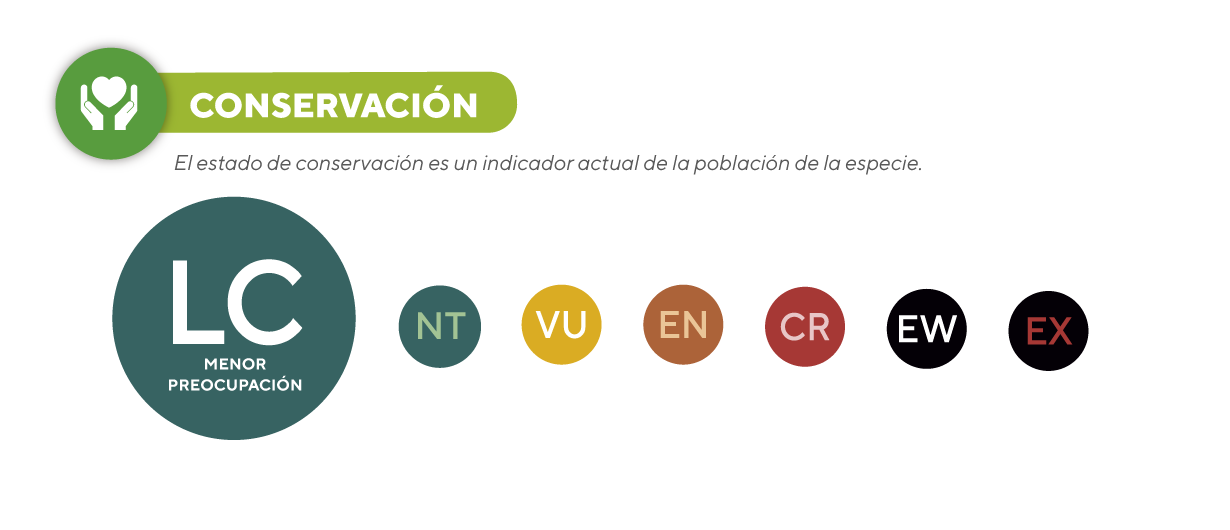 CONSERVACIÓN
El estado de conservación es un indicador actual de la población de la especie.
LC
MENOR
PREOCUPACIÓN
NT
VU
EN
CR
EW
EX